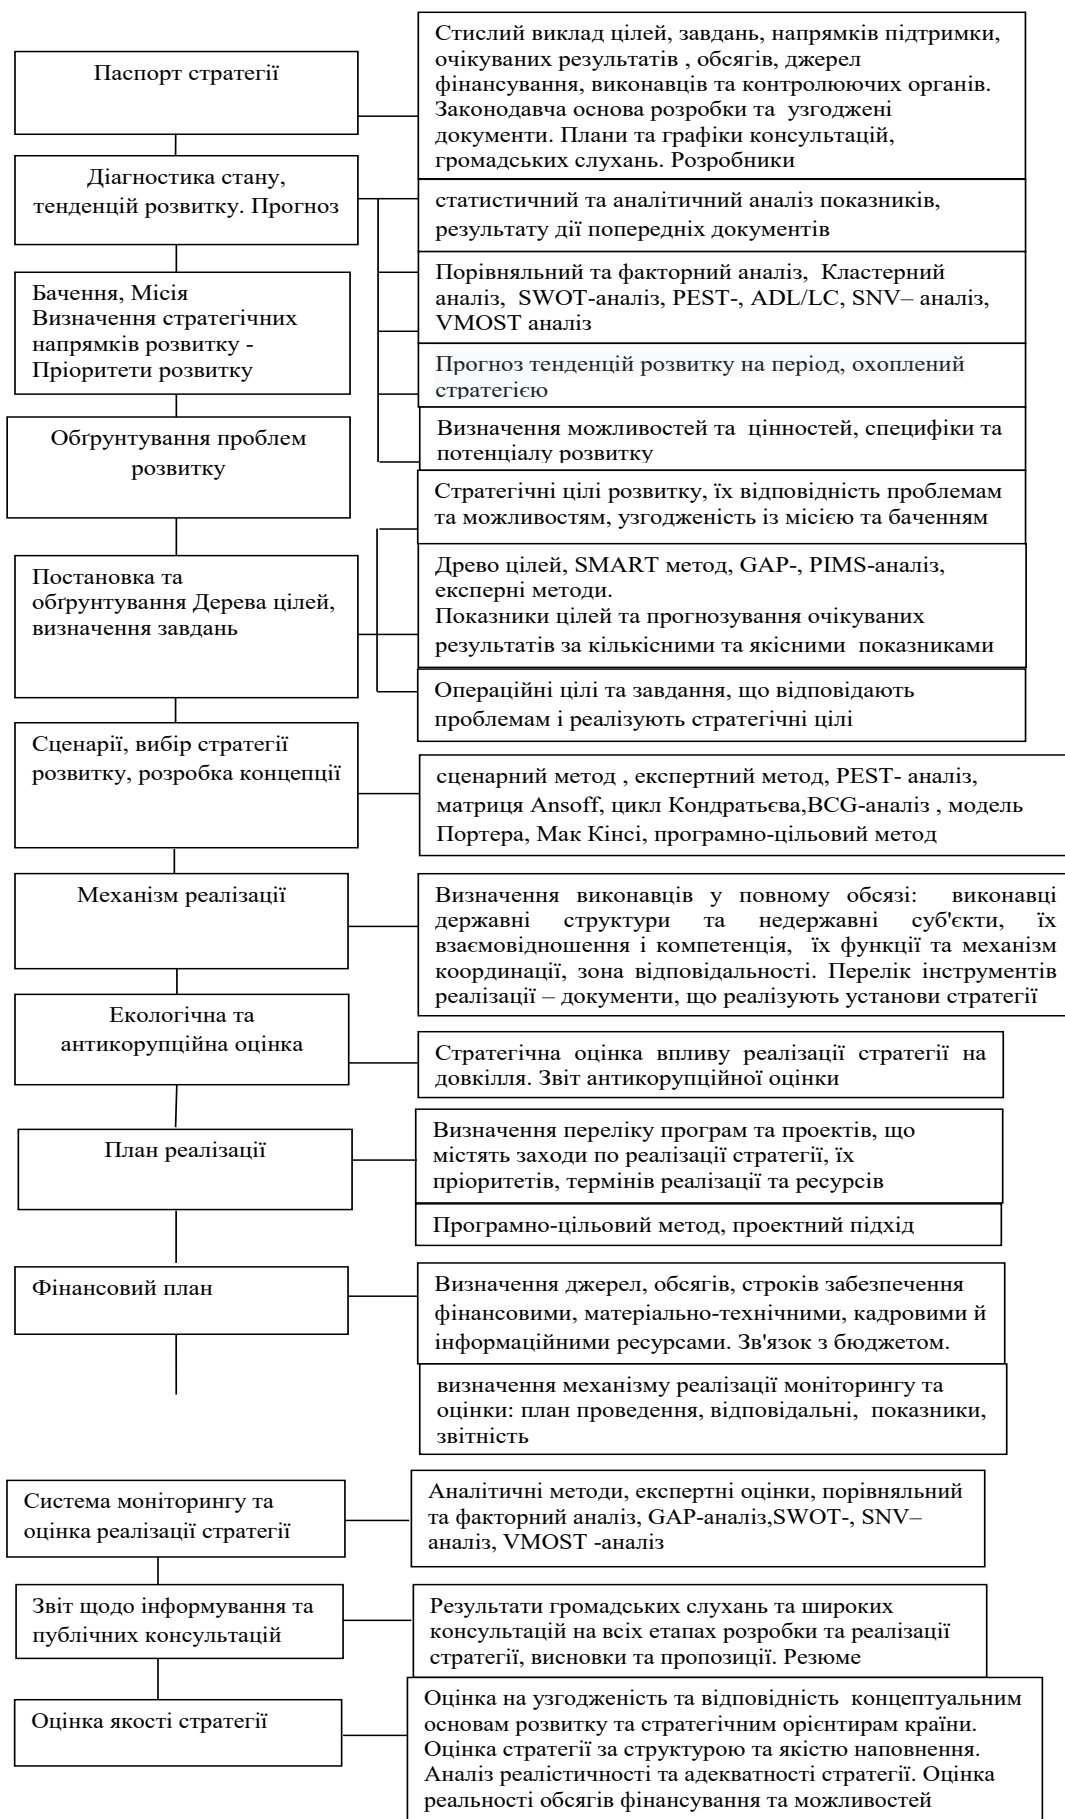 Паспорт стратегії
Стислий виклад цілей, завдань, напрямків підтримки,
очікуваних результатів , обсягів, джерел
фінансування, виконавців та контролюючих органів.
Законодавча основа розробки та узгоджені
документи. Плани та графіки консультацій,
громадських слухань. Розробники
Діагностика стану,
тенденцій розвитку. Прогноз
статистичний та аналітичний аналіз показників,
результату дії попередніх документів
Порівняльний та факторний аналіз, Кластерний
аналіз, SWOT-аналіз, PEST-, ADL/LC, SNV– аналіз,
VMOST аналіз
Прогноз тенденцій розвитку на період, охоплений
стратегією
Визначення можливостей та цінностей, специфіки та
потенціалу розвитку
Бачення, Місія
Визначення стратегічних
напрямків розвитку -
Пріоритети розвитку
Обґрунтування проблем
розвитку
Постановка та
обґрунтування Дерева цілей,
визначення завдань
Стратегічні цілі розвитку, їх відповідність проблемам
та можливостям, узгодженість із місією та баченням
Древо цілей, SMART метод, GAP-, PIMS-аналіз,
експерні методи.
Показники цілей та прогнозування очікуваних
результатів за кількісними та якісними показниками
Операційні цілі та завдання, що відповідають
проблемам і реалізують стратегічні цілі
Сценарії, вибір стратегії
розвитку, розробка концепції
сценарний метод , експертний метод, PEST- аналіз,
матриця Ansoff, цикл Кондратьєва,BCG-аналіз , модель
Портера, Мак Кінсі, програмно-цільовий метод
Механізм реалізації
Визначення виконавців у повному обсязі: виконавці
державні структури та недержавні суб'єкти, їх
взаємовідношення і компетенція, їх функції та механізм
координації, зона відповідальності. Перелік інструментів
реалізації – документи, що реалізують установи стратегії
Екологічна та
антикорупційна оцінка
Стратегічна оцінка впливу реалізації стратегії на
довкілля. Звіт антикорупційної оцінки
План реалізації
Визначення переліку програм та проектів, що
містять заходи по реалізації стратегії, їх
пріоритетів, термінів реалізації та ресурсів
Програмно-цільовий метод, проектний підхід
Фінансовий план
Визначення джерел, обсягів, строків забезпечення
фінансовими, матеріально-технічними, кадровими й
інформаційними ресурсами. Зв'язок з бюджетом.
визначення механізму реалізації моніторингу та
оцінки: план проведення, відповідальні, показники,
звітність
Система моніторингу та
оцінка реалізації стратегії
Аналітичні методи, експертні оцінки, порівняльний
та факторний аналіз, GAP-аналіз,SWOT-, SNV–
аналіз, VMOST -аналіз
Звіт щодо інформування та
публічних консультацій
Результати громадських слухань та широких
консультацій на всіх етапах розробки та реалізації
стратегії, висновки та пропозиції. Резюме
Оцінка якості стратегії
Оцінка на узгодженість та відповідність концептуальним
основам розвитку та стратегічним орієнтирам країни.
Оцінка стратегії за структурою та якістю наповнення.
Аналіз реалістичності та адекватності стратегії. Оцінка
реальності обсягів фінансування та можливостей